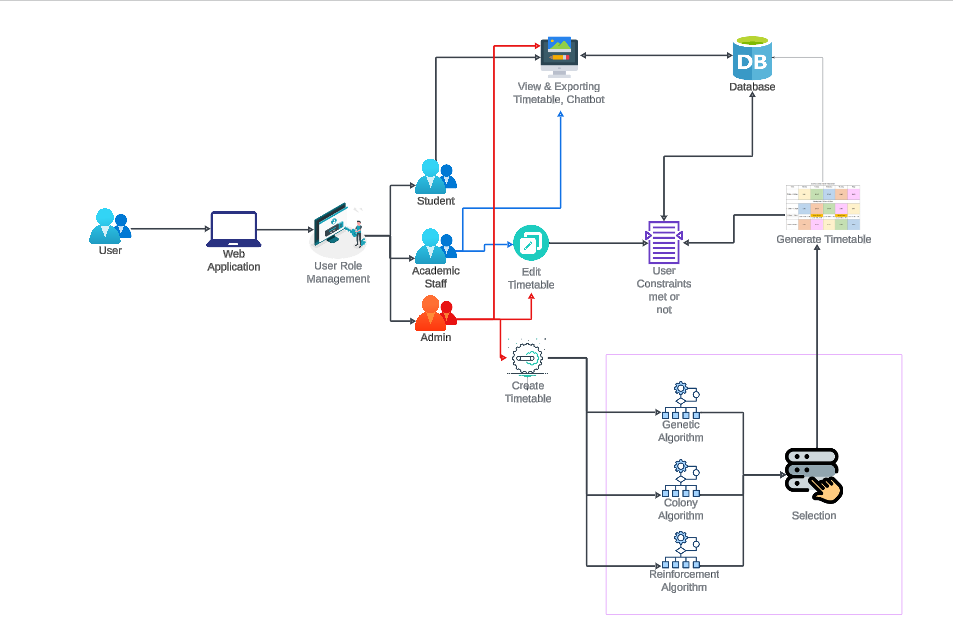 DB
View & Exporting
Timetable, Chatbot
Database
Student
User
Web
Application
User Role
Management
Academic
Staff
Edit
Timetable
User
Constraints
met or
not
Generate Timetable
Admin
Create
Timetable
Genetic
Algorithm
Colony
Algorithm
Selection
Reinforcement
Algorithm